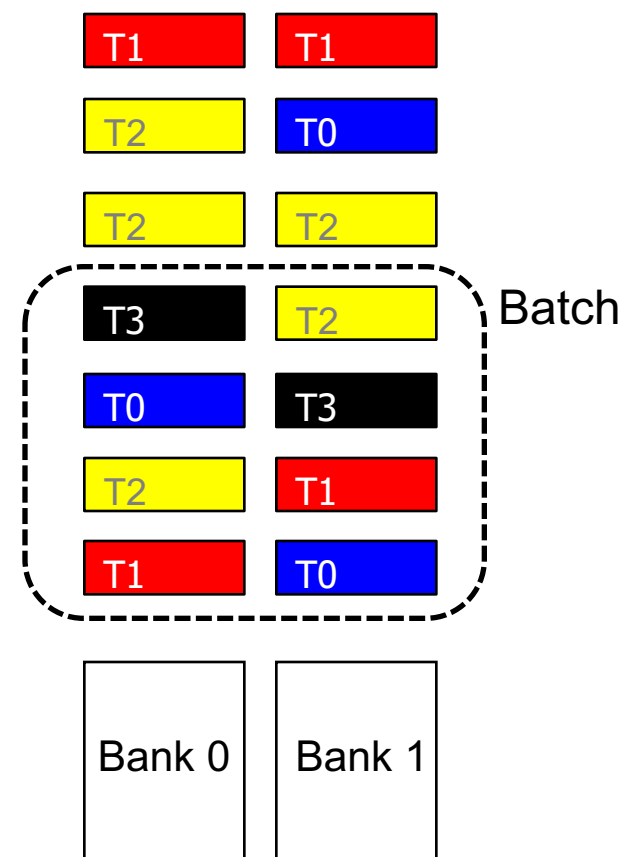 T1 T1
T2 T0
T2 T2
T3 T2 Batch
T0 T3
T2 T1
T1 T0
Bank 0 Bank 1